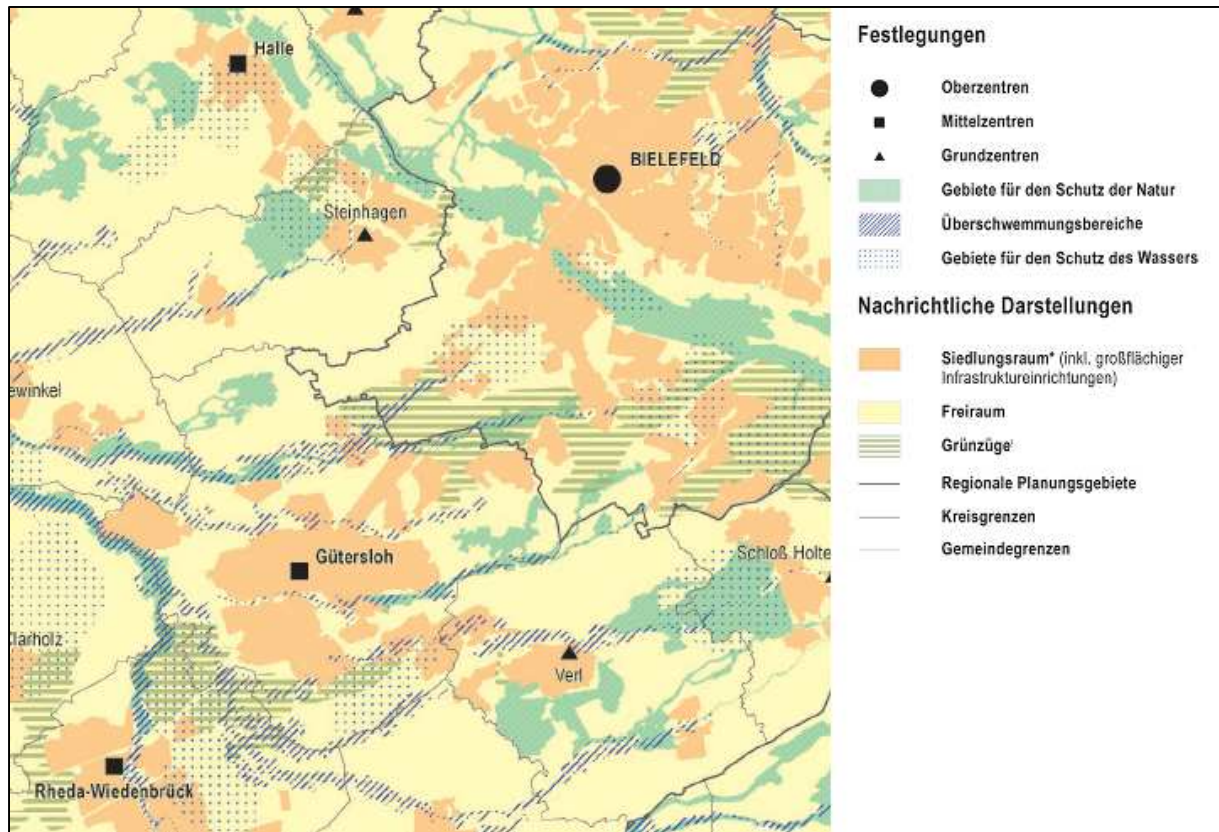 Halle
BIELEFELD
Steinhagen
ewinkel
Gütersloh
Schloß Holte
Clarholz
Verl
Rheda-Wiedenbrück
Festlegungen
Oberzentren
Mittelzentren
Grundzentren
Gebiete für den Schutz der Natur
Überschwemmungsbereiche
Gebiete für den Schutz des Wassers
Nachrichtliche Darstellungen
Siedlungsraum* (inkl. großflächiger
Infrastruktureinrichtungen)
Freiraum
Grünzüge
Regionale Planungsgebiete
Kreisgrenzen
Gemeindegrenzen